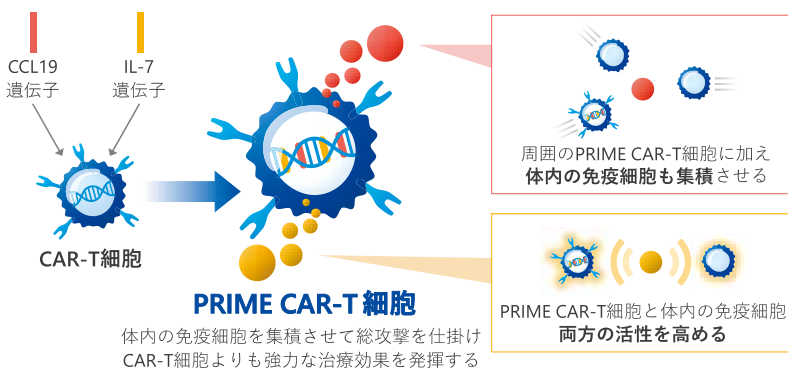 CCL19
遺伝子
IL-7
遺伝子
CAR-T細胞
PRIME CAR-T 細胞
体内の免疫細胞を集積させて総攻撃を仕掛け
CAR-T細胞よりも強力な治療効果を発揮する
周囲のPRIME CAR-T細胞に加え
体内の免疫細胞も集積させる
PRIME CAR-T細胞と体内の免疫細胞
両方の活性を高める